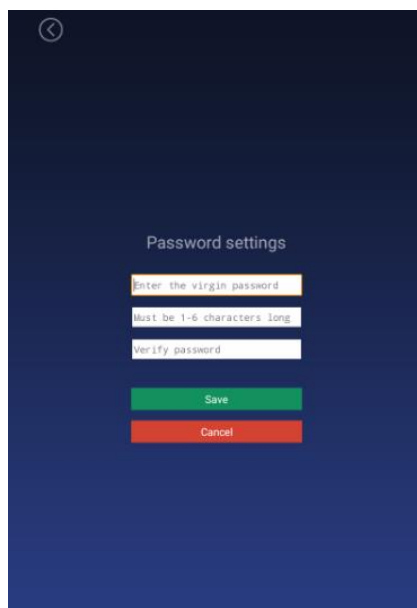 Password settings
Enter the virgin password
Must be 1-6 characters long
Verify password
Save
Cancel